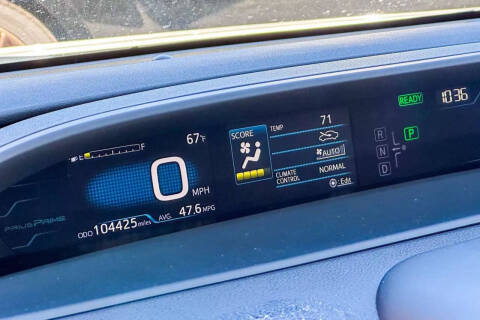 READY
10:36
67°F
E F
SCORE
TEMP 71
AUTO
CLIMATE CONTROL NORMAL
: Edit
R
N
D
P
0 MPH
PRIUS PRIME
ODO 104425 miles
AVG. 47.6 MPG